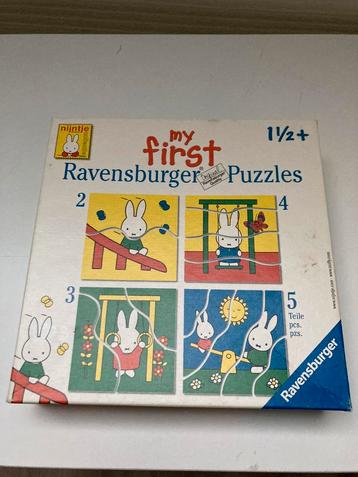 nijntje
my
first
1½+
Ravensburger Puzzles
2
4
3
5
Teile
pcs.
pzs.
Ravensburger